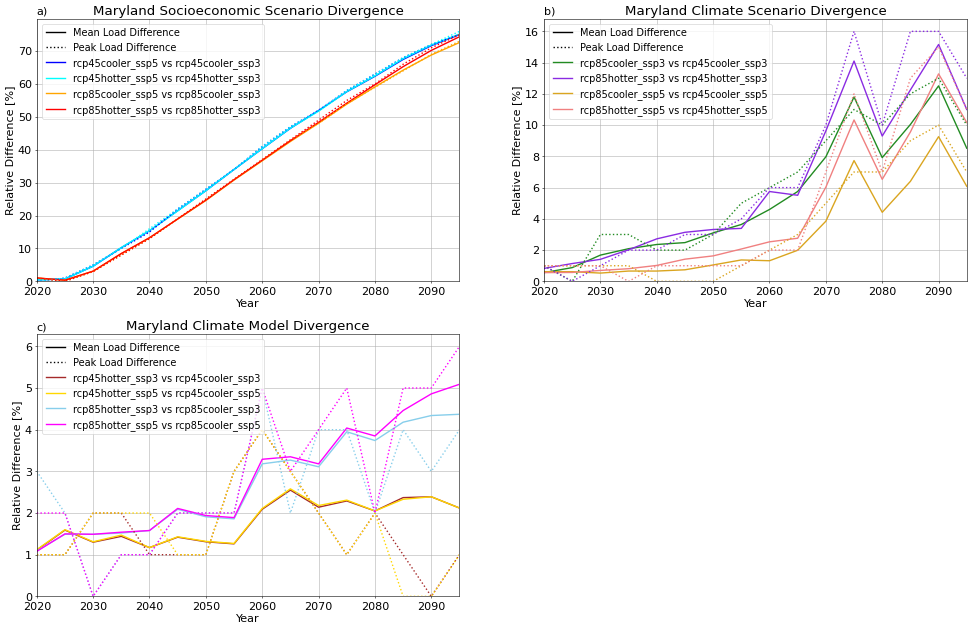 a)
Maryland Socioeconomic Scenario Divergence
Mean Load Difference
Peak Load Difference
rcp45cooler_ssp5 vs rcp45cooler_ssp3
rcp45hotter_ssp5 vs rcp45hotter_ssp3
rcp85cooler_ssp5 vs rcp85cooler_ssp3
rcp85hotter_ssp5 vs rcp85hotter_ssp3
Relative Difference [%]
70
60
50
40
30
20
10
0
2020 2030 2040 2050 2060 2070 2080 2090
Year
b)
Maryland Climate Scenario Divergence
Mean Load Difference
Peak Load Difference
rcp85cooler_ssp3 vs rcp45cooler_ssp3
rcp85hotter_ssp3 vs rcp45hotter_ssp3
rcp85cooler_ssp5 vs rcp45cooler_ssp5
rcp85hotter_ssp5 vs rcp45hotter_ssp5
Relative Difference [%]
16
14
12
10
8
6
4
2
0
2020 2030 2040 2050 2060 2070 2080 2090
Year
c)
Maryland Climate Model Divergence
Mean Load Difference
Peak Load Difference
rcp45hotter_ssp3 vs rcp45cooler_ssp3
rcp45hotter_ssp5 vs rcp45cooler_ssp5
rcp85hotter_ssp3 vs rcp85cooler_ssp3
rcp85hotter_ssp5 vs rcp85cooler_ssp5
Relative Difference [%]
6
5
4
3
2
1
0
2020 2030 2040 2050 2060 2070 2080 2090
Year